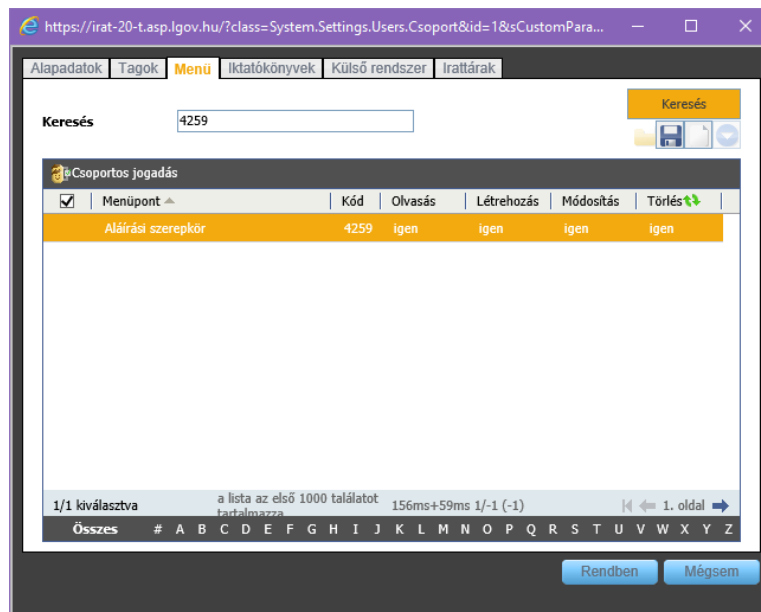 https://irat-20-t.asp.lgov.hu/?class=System.Settings.Users.Csoport&id=1&sCustomPara...
Alapadatok Tagok Menü Iktatókönyvek Külső rendszer Irattárak
Keresés
Keresés 4259
Csoportos jogadás
Menüpont Kód Olvasás Létrehozás Módosítás Törlés
Aláírási szerepkör 4259 igen igen igen igen
1/1 kiválasztva a lista az első 1000 találatot tartalmazza 156ms+59ms 1/-1 (-1) 1. oldal
Összes # A B C D E F G H I J K L M N O P Q R S T U V W X Y Z
Rendben Mégsem